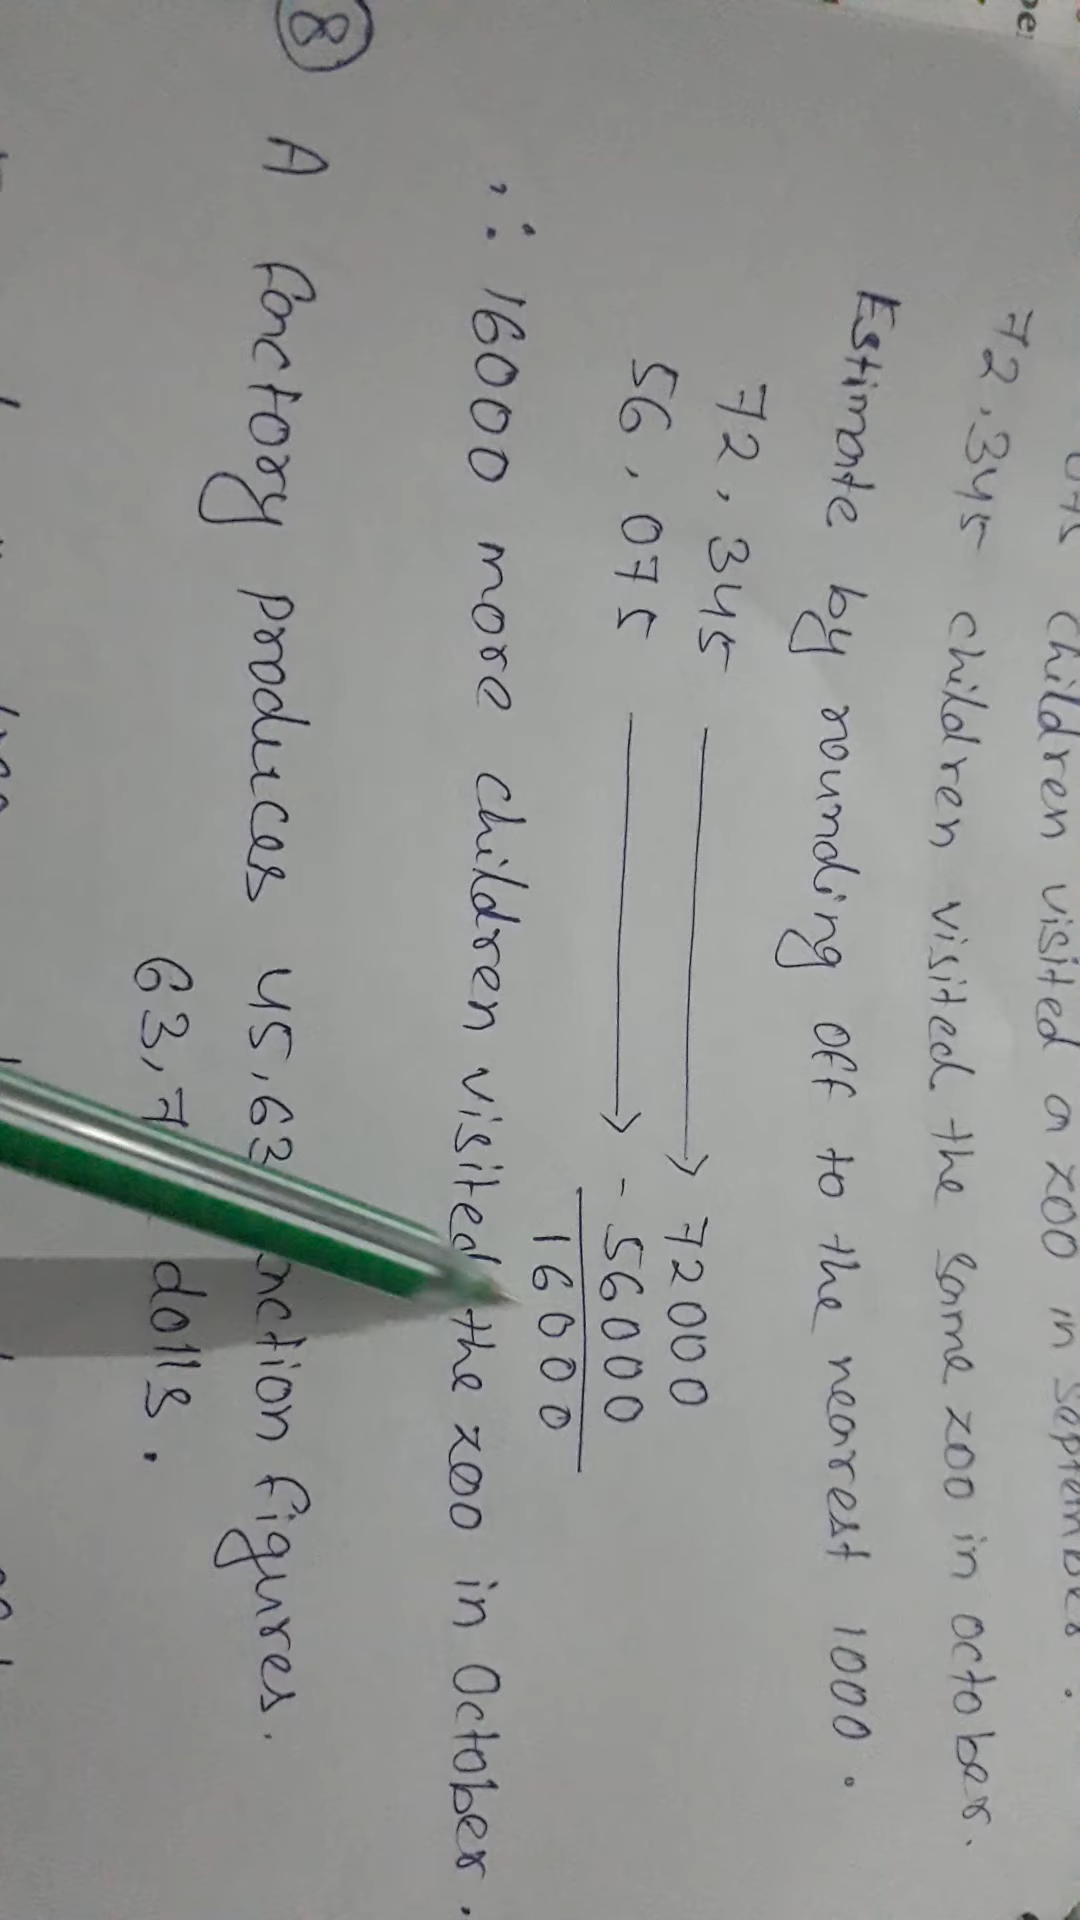 075 children visited a zoo in September.
72,345 children visited the same zoo in october.
Estimate by rounding off to the nearest 1000.
72,345 → 72000
56,075 → - 56000
16000
∴ 16000 more children visited the zoo in October.
8 A factory produces 45,63 action figures.
63,7 dolls.